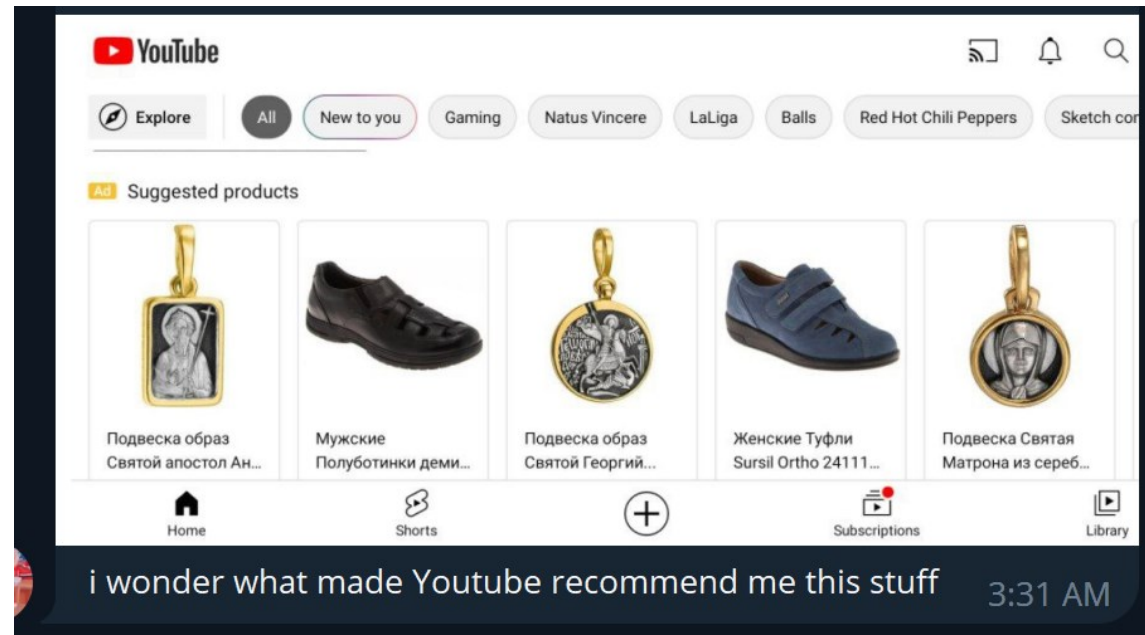 YouTube
Explore
All
New to you
Gaming
Natus Vincere
LaLiga
Balls
Red Hot Chili Peppers
Sketch cor
Ad Suggested products
Подвеска образ
Святой апостол Ан...
Мужские
Полуботинки деми...
Подвеска образ
Святой Георгий...
Женские Туфли
Sursil Ortho 24111...
Подвеска Святая
Матрона из сереб...
Home
Shorts
Subscriptions
Library
i wonder what made Youtube recommend me this stuff
3:31 AM